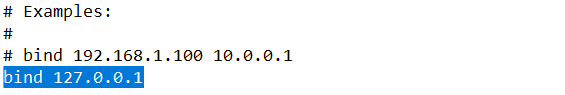 # Examples:
#
# bind 192.168.1.100 10.0.0.1
bind 127.0.0.1